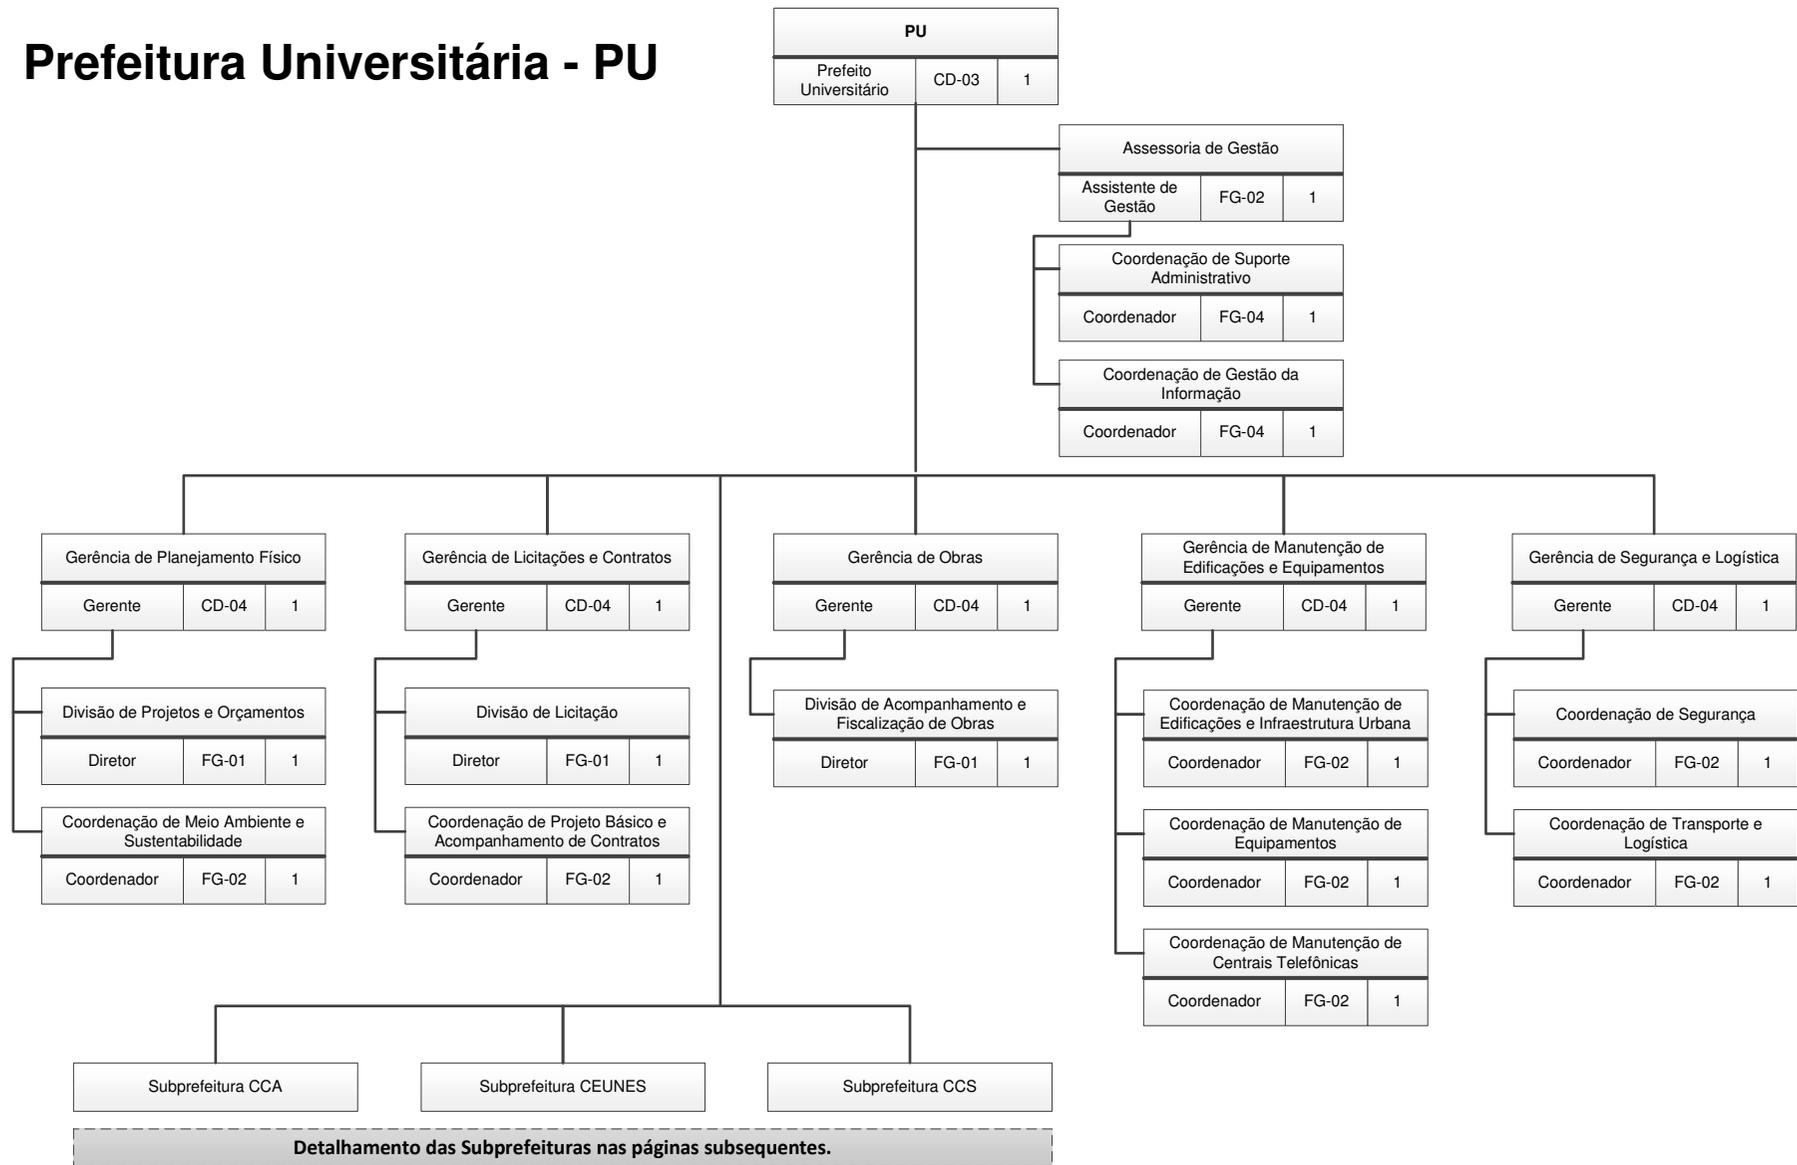 Prefeitura Universitária - PU
PU
Prefeito
Universitário
CD-03
1
Assessoria de Gestão
Assistente de
Gestão
FG-02
1
Coordenação de Suporte
Administrativo
Coordenador
FG-04
1
Coordenação de Gestão da
Informação
Coordenador
FG-04
1
Gerência de Planejamento Físico
Gerente
CD-04
1
Divisão de Projetos e Orçamentos
Diretor
FG-01
1
Coordenação de Meio Ambiente e
Sustentabilidade
Coordenador
FG-02
1
Gerência de Licitações e Contratos
Gerente
CD-04
1
Divisão de Licitação
Diretor
FG-01
1
Coordenação de Projeto Básico e
Acompanhamento de Contratos
Coordenador
FG-02
1
Gerência de Obras
Gerente
CD-04
1
Divisão de Acompanhamento e
Fiscalização de Obras
Diretor
FG-01
1
Gerência de Manutenção de
Edificações e Equipamentos
Gerente
CD-04
1
Coordenação de Manutenção de
Edificações e Infraestrutura Urbana
Coordenador
FG-02
1
Coordenação de Manutenção de
Equipamentos
Coordenador
FG-02
1
Coordenação de Manutenção de
Centrais Telefônicas
Coordenador
FG-02
1
Gerência de Segurança e Logística
Gerente
CD-04
1
Coordenação de Segurança
Coordenador
FG-02
1
Coordenação de Transporte e
Logística
Coordenador
FG-02
1
Subprefeitura CCA
Subprefeitura CEUNES
Subprefeitura CCS
Detalhamento das Subprefeituras nas páginas subsequentes.